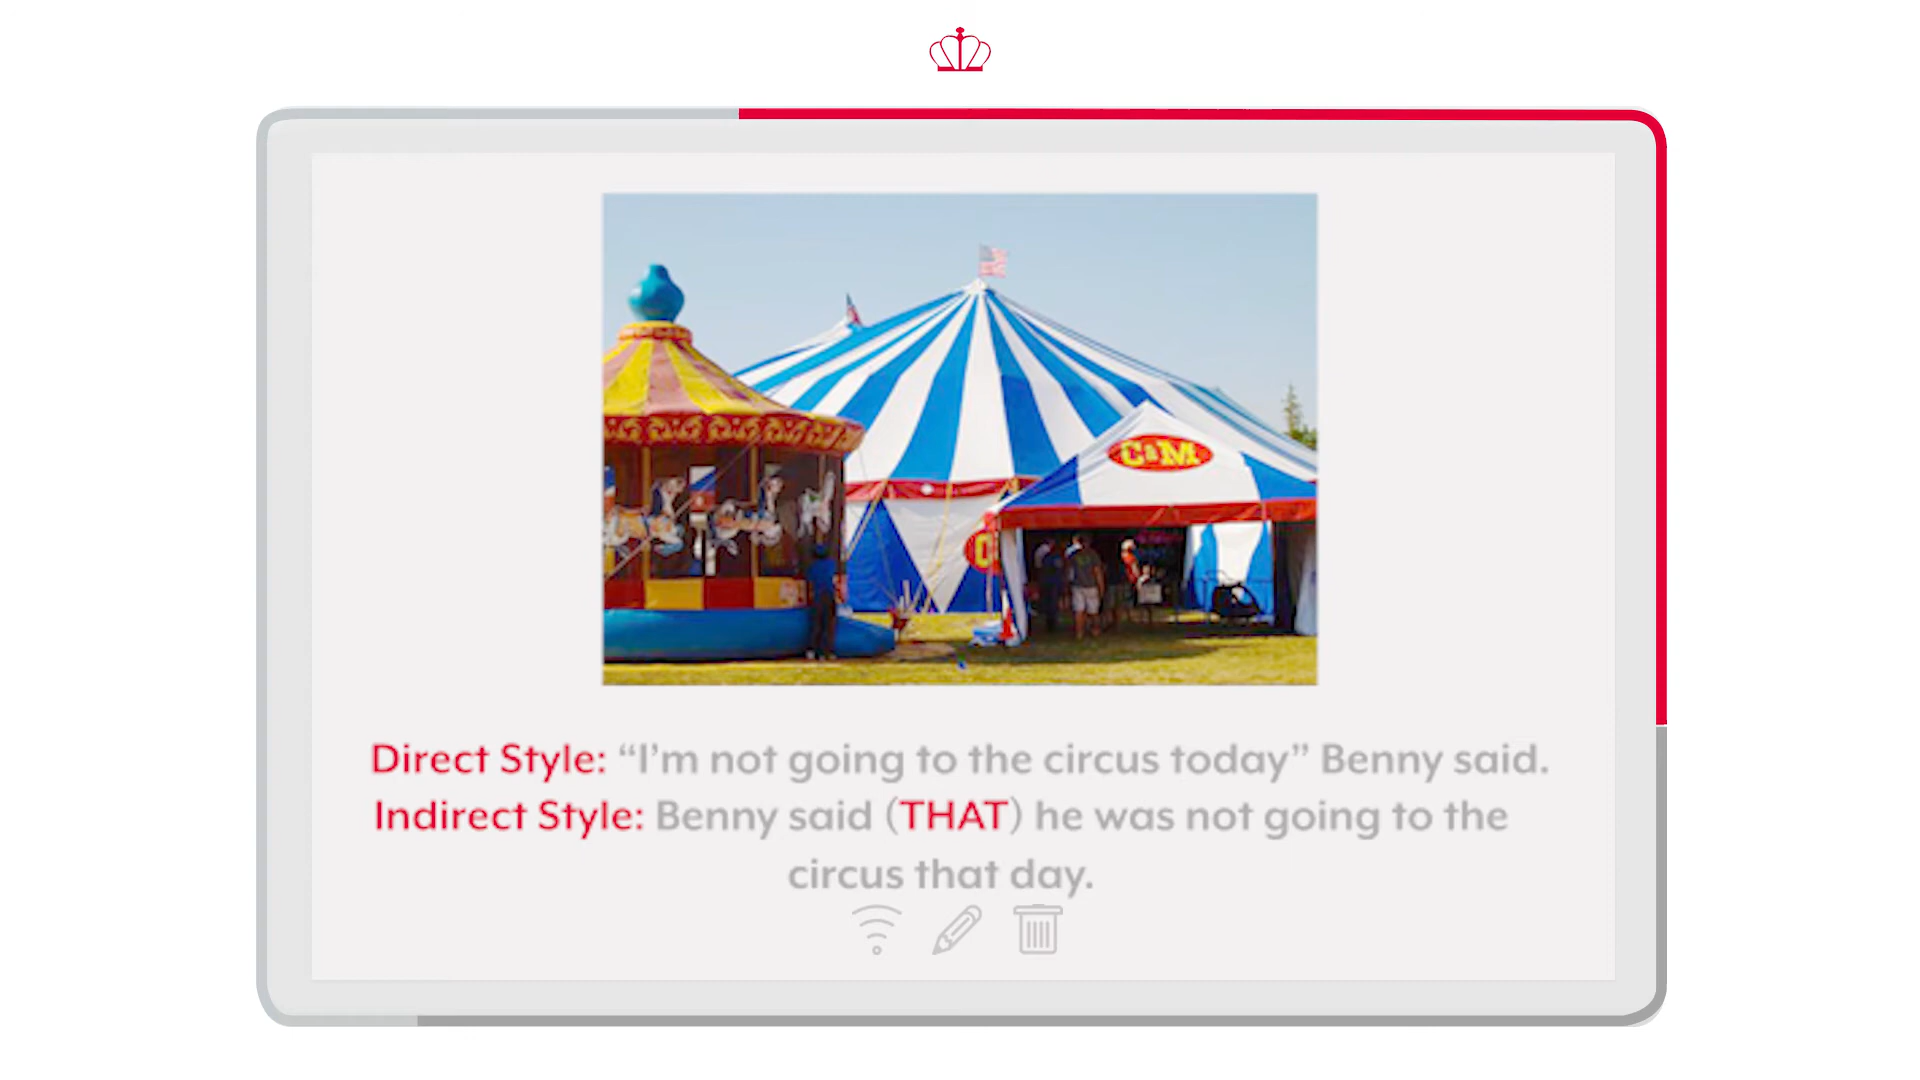 C&M
Direct Style: “I’m not going to the circus today” Benny said.
Indirect Style: Benny said (THAT) he was not going to the
circus that day.